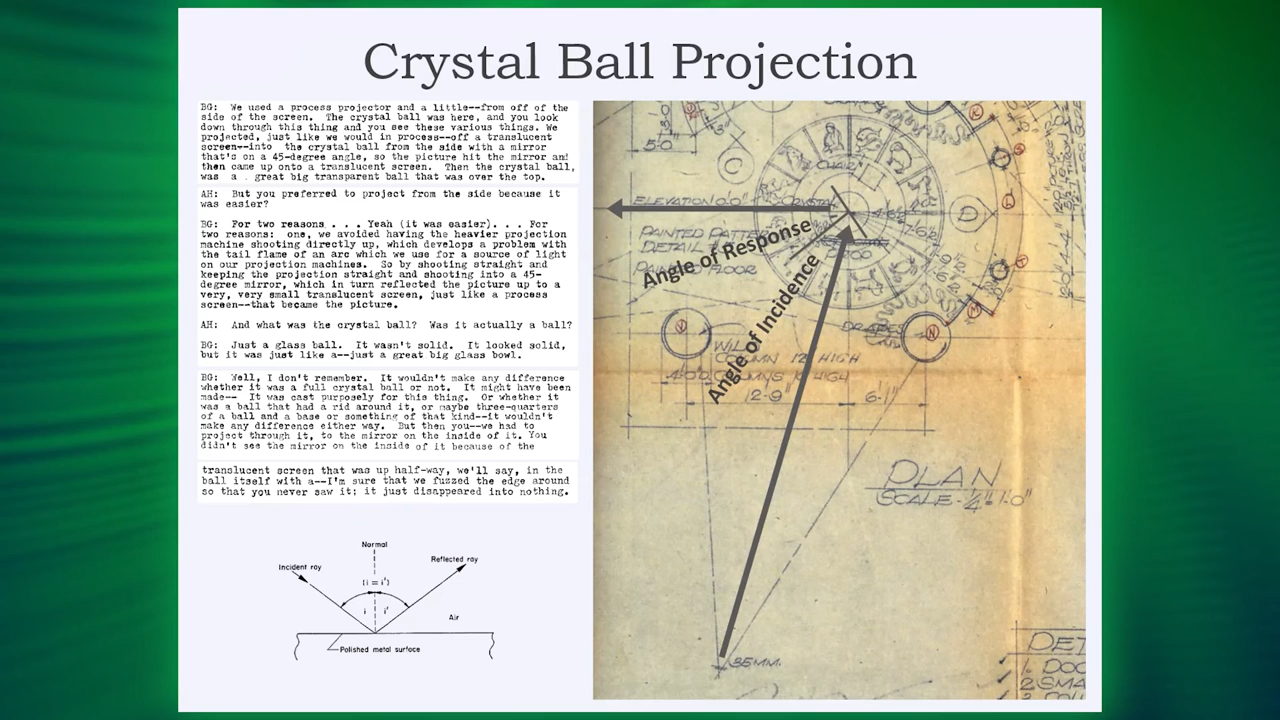 Crystal Ball Projection
BG: We used a process projector and a little--from off of the
side of the screen. The crystal ball was here, and you look
down through this thing and you see these various things. We
projected, just like we would in process--off a translucent
screen--into the crystal ball from the side with a mirror
that's on a 45-degree angle, so the picture hit the mirror and
then came up onto a translucent screen. Then the crystal ball,
was a . great big transparent ball that was over the top.
AH: But you preferred to project from the side because it
was easier?
BG: For two reasons . . . Yeah (it was easier). . . For
two reasons: one, we avoided having the heavier projection
machine shooting directly up, which develops a problem with
the tail flame of an arc which we use for a source of light
on our projection machines. So by shooting straight and
keeping the projection straight and shooting into a 45-
degree mirror, which in turn reflected the picture up to a
very, very small translucent screen, just like a process
screen--that became the picture.
AH: And what was the crystal ball? Was it actually a ball?
BG: Just a glass ball. It wasn't solid. It looked solid,
but it was just like a--just a great big glass bowl.
BG: Well, I don't remember. It wouldn't make any difference
whether it was a full crystal ball or not. It might have been
made-- It was cast purposely for this thing. Or whether it
was a ball that had a rid around it, or maybe three-quarters
of a ball and a base or something of that kind--it wouldn't
make any difference either way. But then you--we had to
project through it, to the mirror on the inside of it. You
didn't see the mirror on the inside of it because of the
translucent screen that was up half-way, we'll say, in the
ball itself with a--I'm sure that we fuzzed the edge around
so that you never saw it; it just disappeared into nothing.
Normal
Incident ray
Reflected ray
(i = i')
i i'
Air
Polished metal surface
5-0
C
CHAIR
ELEVATION 0'0"
CRYSTAL
D
PAINTED PATTERN
DETAIL
FLOOR
Angle of Response
Angle of Incidence
V
DRAPES
N
M
COLUMN 12' HIGH
HIGH
4-0
12-9"
6-1"
PLAN
SCALE-1/4"=1'-0"
35MM.
DET
1. DOO
2. SMA